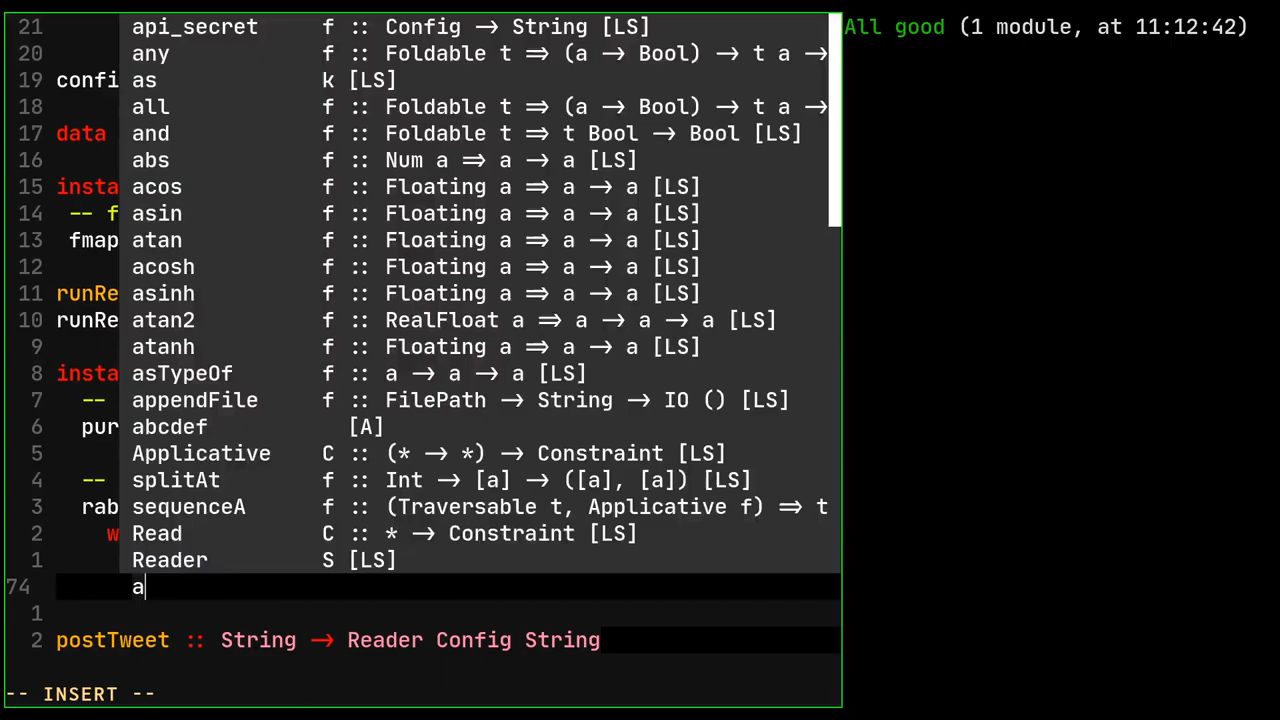 21 api_secret f :: Config → String [LS]
20 any f :: Foldable t ⇒ (a → Bool) → t a →
19 confi as k [LS]
18 all f :: Foldable t ⇒ (a → Bool) → t a →
17 data and f :: Foldable t ⇒ t Bool → Bool [LS]
16 abs f :: Num a ⇒ a → a [LS]
15 insta acos f :: Floating a ⇒ a → a [LS]
14 -- f asin f :: Floating a ⇒ a → a [LS]
13 fmap atan f :: Floating a ⇒ a → a [LS]
12 acosh f :: Floating a ⇒ a → a [LS]
11 runRe asinh f :: Floating a ⇒ a → a [LS]
10 runRe atan2 f :: RealFloat a ⇒ a → a → a [LS]
9 atanh f :: Floating a ⇒ a → a [LS]
8 insta asTypeOf f :: a → a → a [LS]
7 -- appendFile f :: FilePath → String → IO () [LS]
6 pur abcdef [A]
5 Applicative C :: (* → *) → Constraint [LS]
4 -- splitAt f :: Int → [a] → ([a], [a]) [LS]
3 rab sequenceA f :: (Traversable t, Applicative f) ⇒ t
2 w Read C :: * → Constraint [LS]
1 Reader S [LS]
74 a
1
2 postTweet :: String → Reader Config String
-- INSERT --
All good (1 module, at 11:12:42)